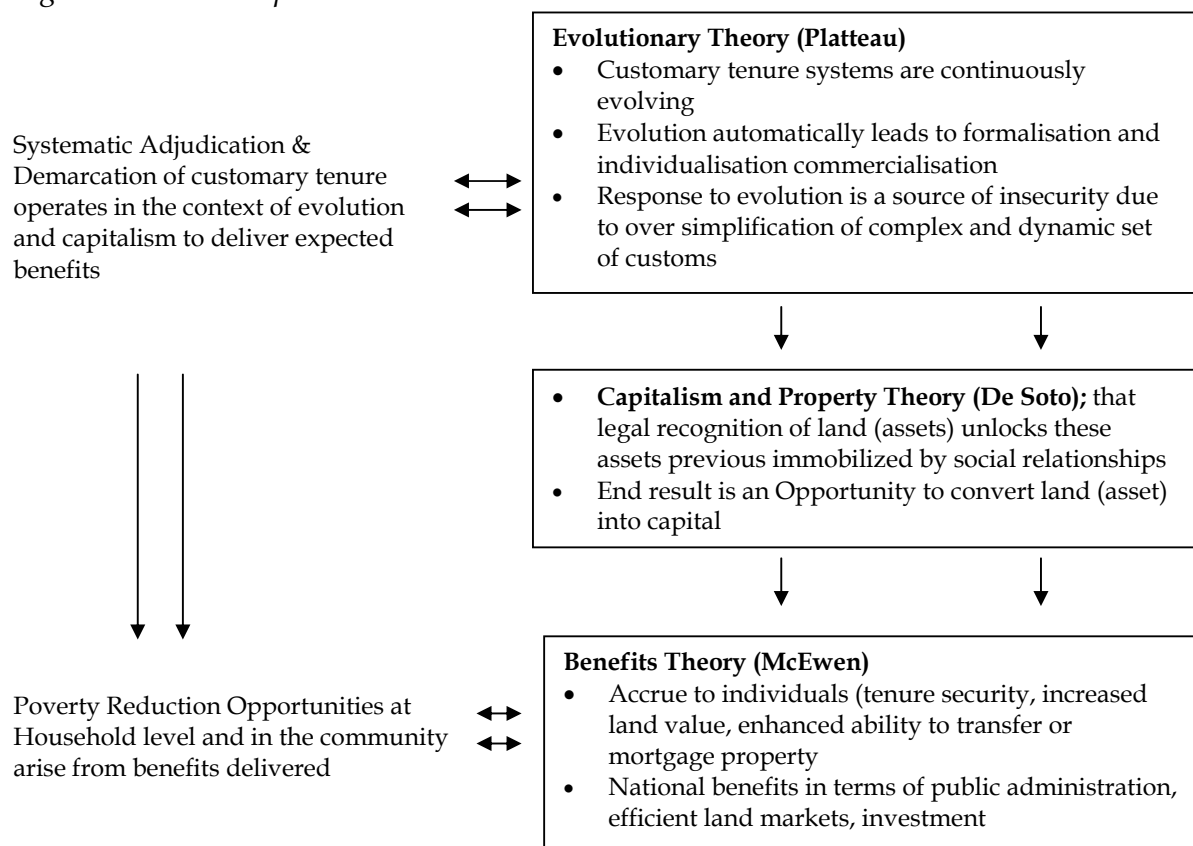 Evolutionary Theory (Platteau)
• Customary tenure systems are continuously
evolving
• Evolution automatically leads to formalisation and
individualisation commercialisation
• Response to evolution is a source of insecurity due
to over simplification of complex and dynamic set
of customs
Systematic Adjudication &
Demarcation of customary tenure
operates in the context of evolution
and capitalism to deliver expected
benefits
• Capitalism and Property Theory (De Soto); that
legal recognition of land (assets) unlocks these
assets previous immobilized by social relationships
• End result is an Opportunity to convert land (asset)
into capital
Benefits Theory (McEwen)
• Accrue to individuals (tenure security, increased
land value, enhanced ability to transfer or
mortgage property
• National benefits in terms of public administration,
efficient land markets, investment
Poverty Reduction Opportunities at
Household level and in the community
arise from benefits delivered